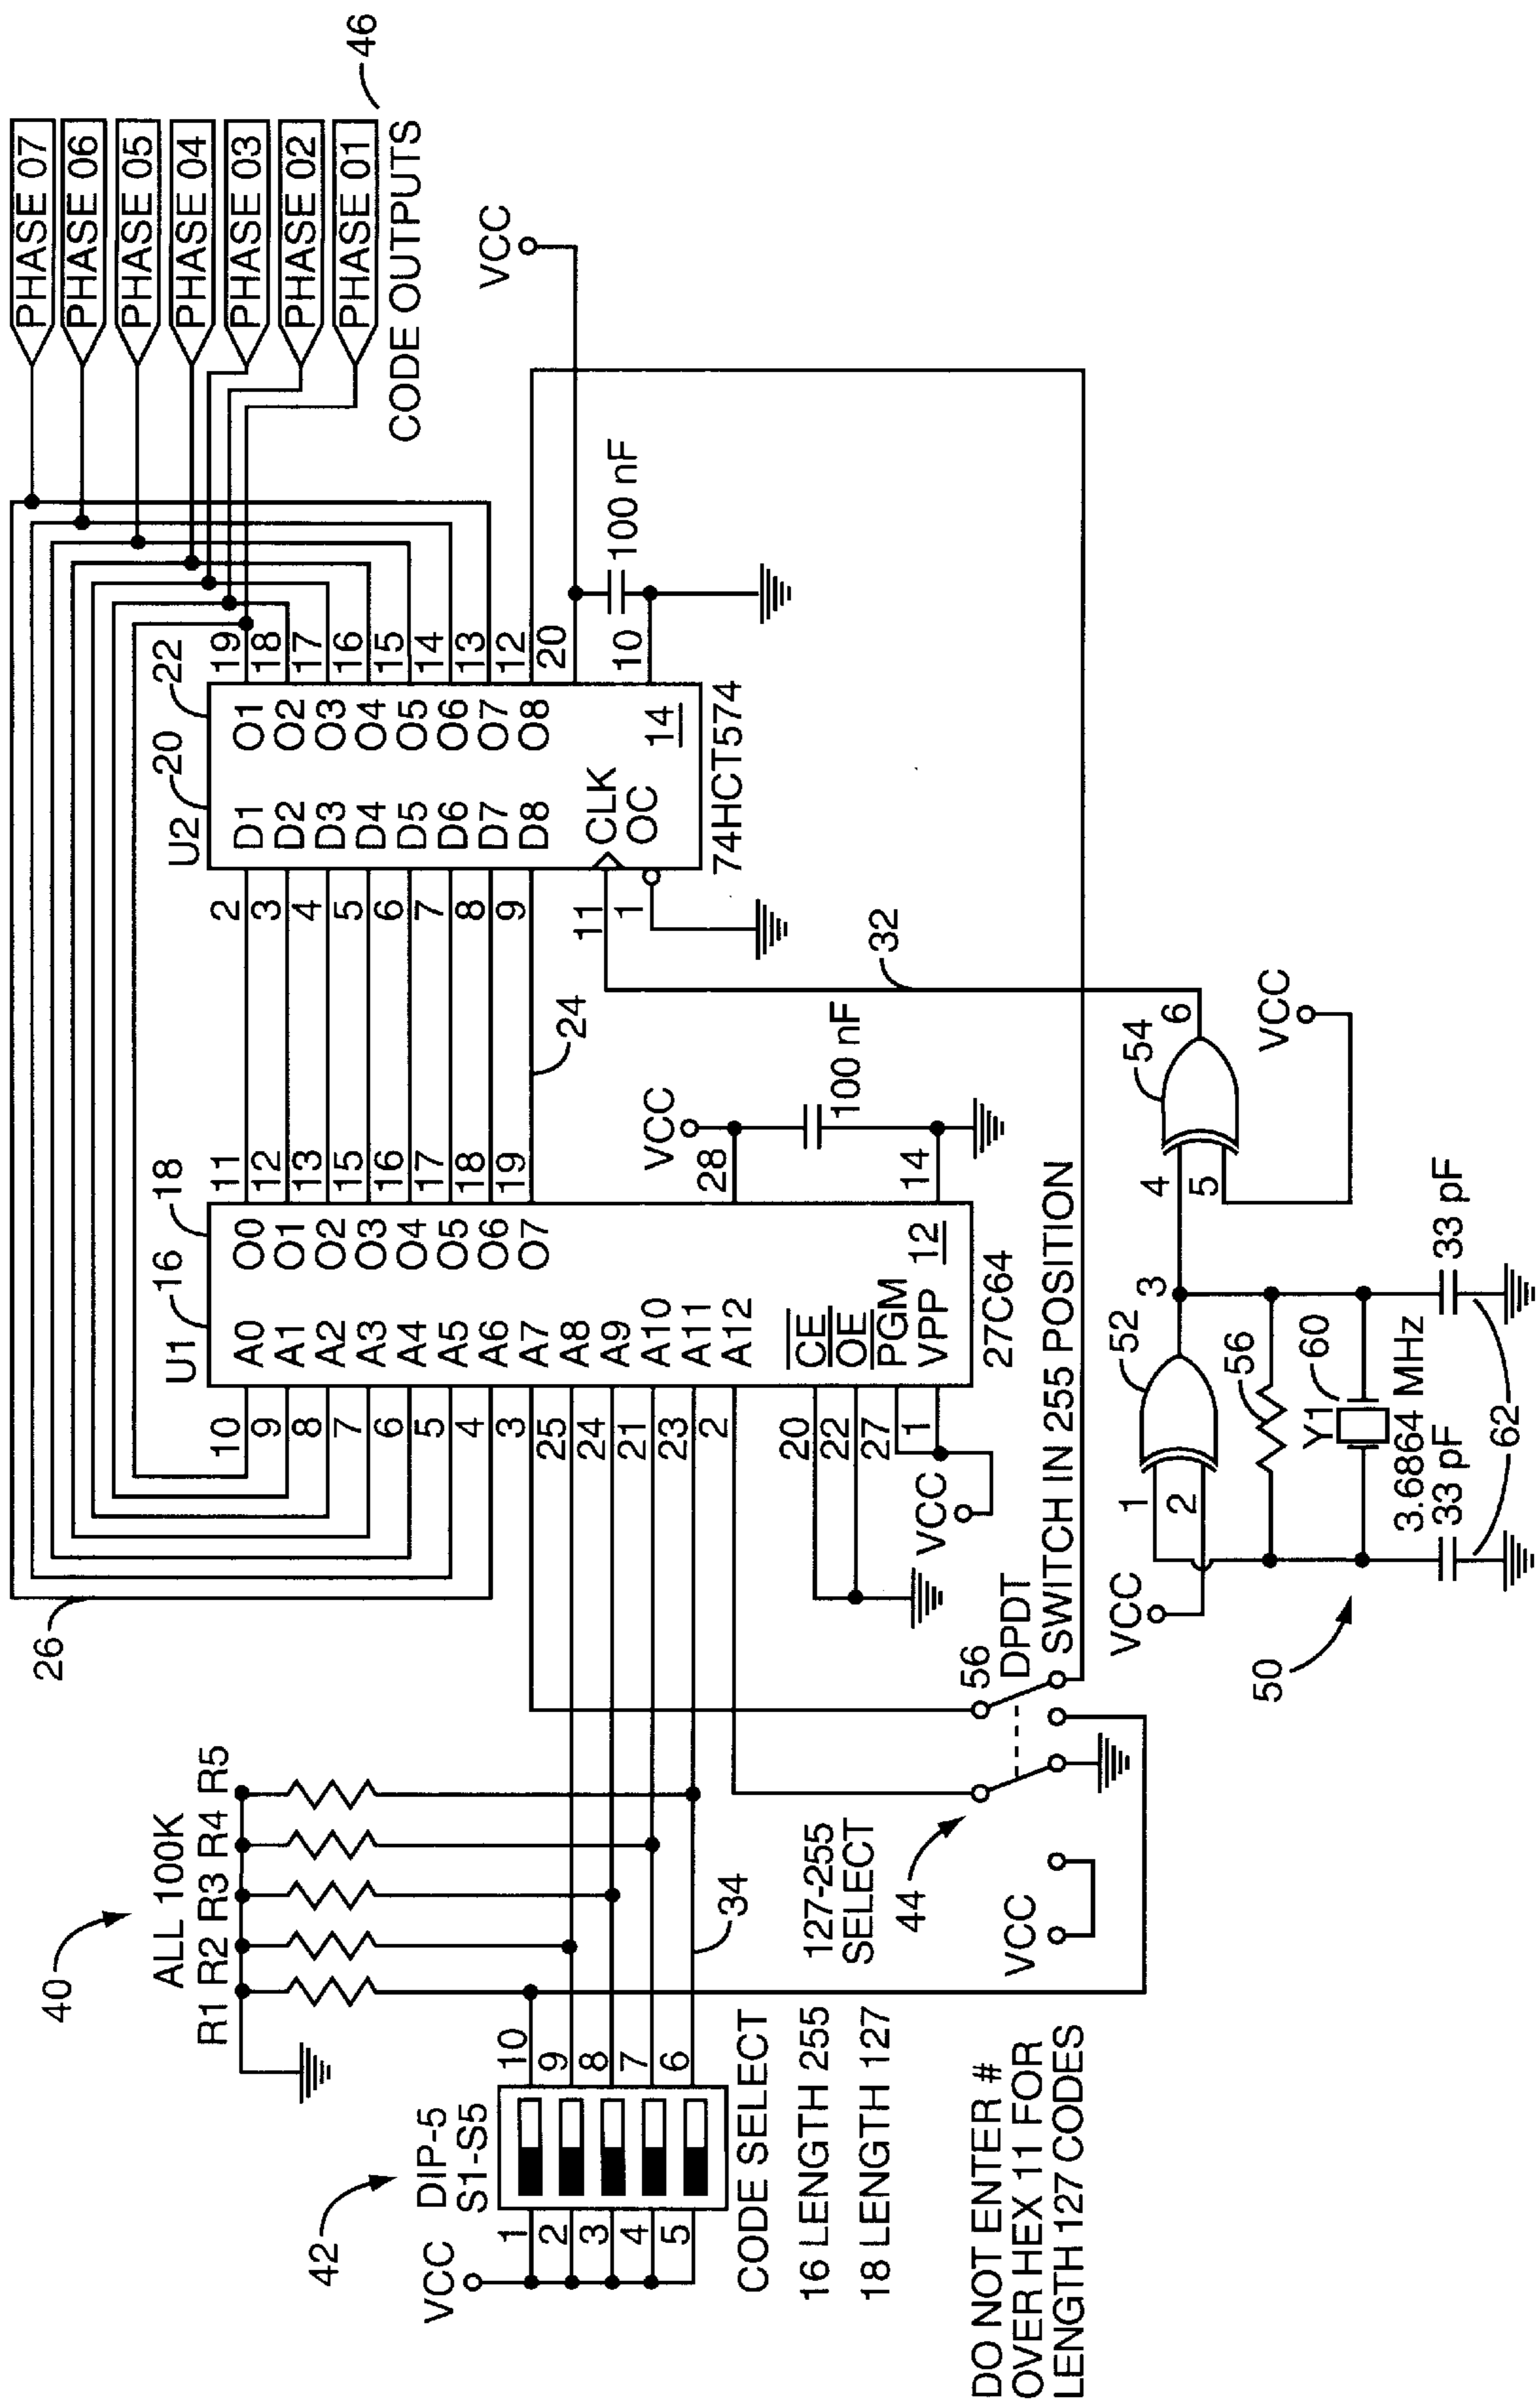 40
ALL 100K
R1 R2 R3 R4 R5
42
DIP-5
S1-S5
VCC
1
2
3
4
5
10
9
8
7
6
CODE SELECT
16 LENGTH 255
18 LENGTH 127
DO NOT ENTER #
OVER HEX 11 FOR
LENGTH 127 CODES
34
127-255
SELECT
44
VCC
56
DPDT
SWITCH IN 255 POSITION
26
U1
16
18
10
9
8
7
6
5
4
3
25
24
21
23
2
20
22
27
1
VCC
A0
A1
A2
A3
A4
A5
A6
A7
A8
A9
A10
A11
A12
CE
OE
PGM
VPP
O0
O1
O2
O3
O4
O5
O6
O7
12
27C64
11
12
13
15
16
17
18
19
28
14
VCC
100 nF
24
U2
20
22
2
3
4
5
6
7
8
9
11
1
D1
D2
D3
D4
D5
D6
D7
D8
CLK
OC
O1
O2
O3
O4
O5
O6
O7
O8
14
74HCT574
19
18
17
16
15
14
13
12
20
10
100 nF
VCC
PHASE 07
PHASE 06
PHASE 05
PHASE 04
PHASE 03
PHASE 02
PHASE 01
CODE OUTPUTS
46
32
50
VCC
1
2
52
3
56
Y1
60
3.6864 MHz
33 pF
33 pF
62
4
5
54
6
VCC